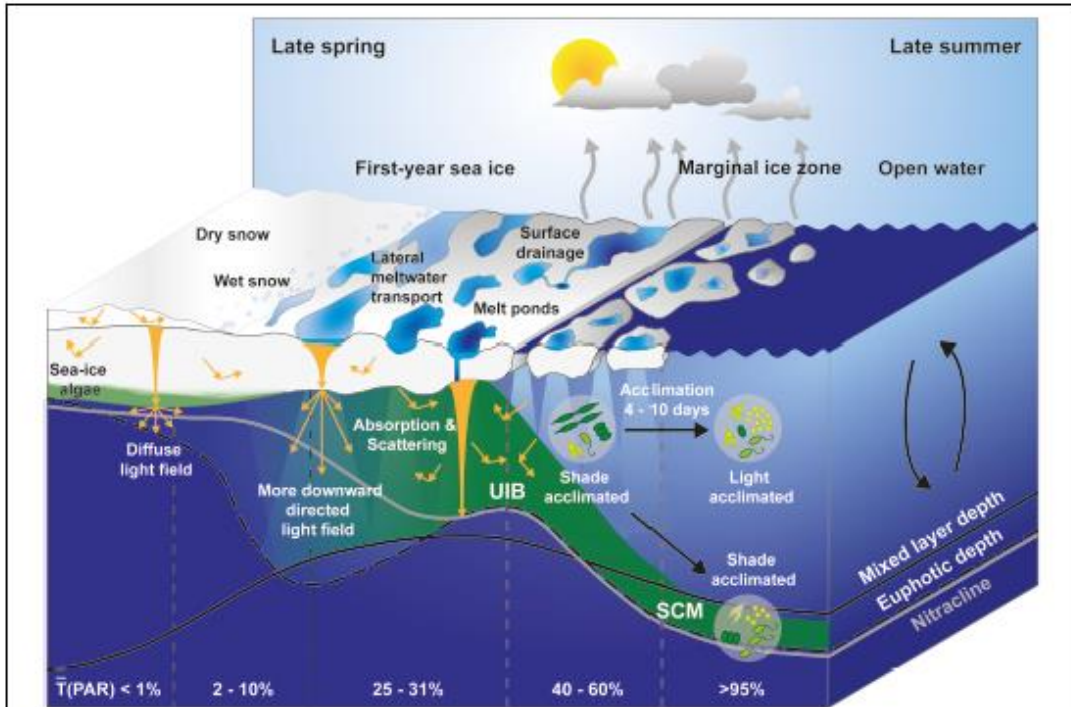 Late spring
Late summer
First-year sea ice
Marginal ice zone
Open water
Dry snow
Surface
drainage
Lateral
meltwater
transport
Wet snow
Melt ponds
Sea-ice
algae
Acclimation
4 - 10 days
Absorption &
Scattering
Diffuse
light field
More downward
directed
light field
UIB
Shade
acclimated
Light
acclimated
Shade
acclimated
SCM
Mixed layer depth
Euphotic depth
Nitracline
T̅(PAR) < 1%
2 - 10%
25 - 31%
40 - 60%
>95%